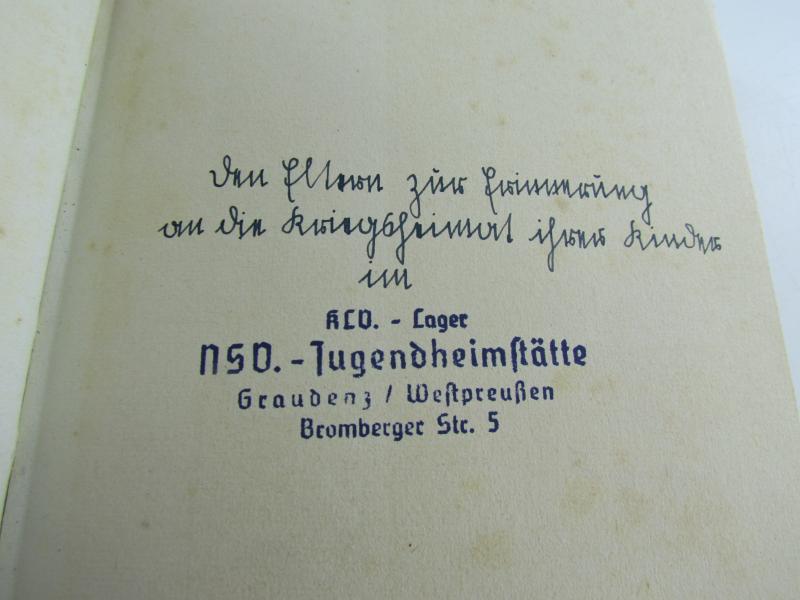 Den Eltern zur Erinnerung
an die Kriegsheimat ihrer Kinder
im
KLV. - Lager
NSV. - Jugendheimſtätte
Graudenz / Weſtpreußen
Bromberger Str. 5